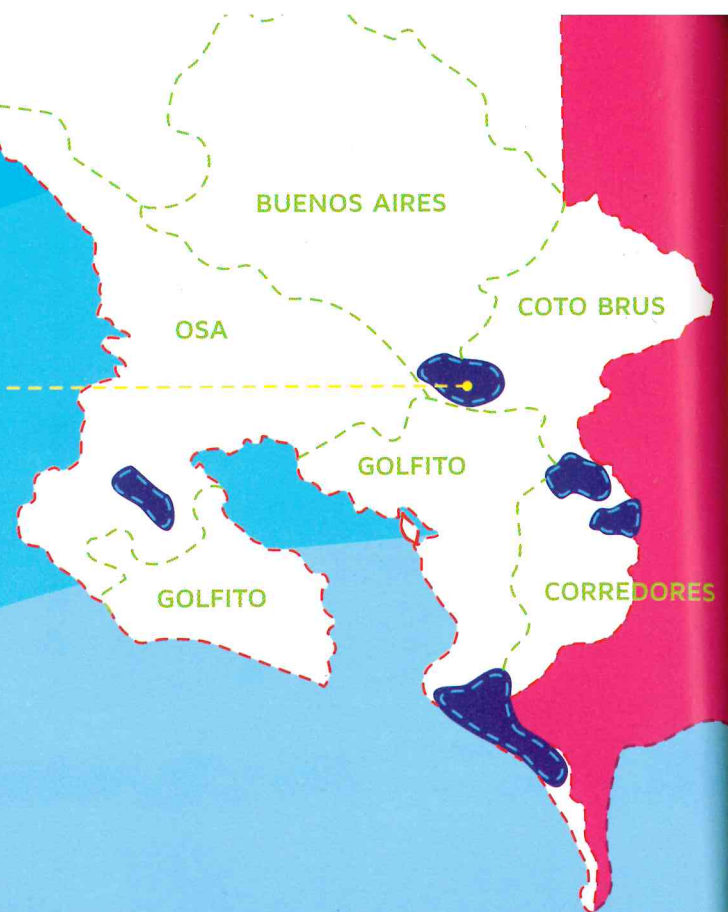 BUENOS AIRES
COTO BRUS
OSA
GOLFITO
GOLFITO
CORREDORES